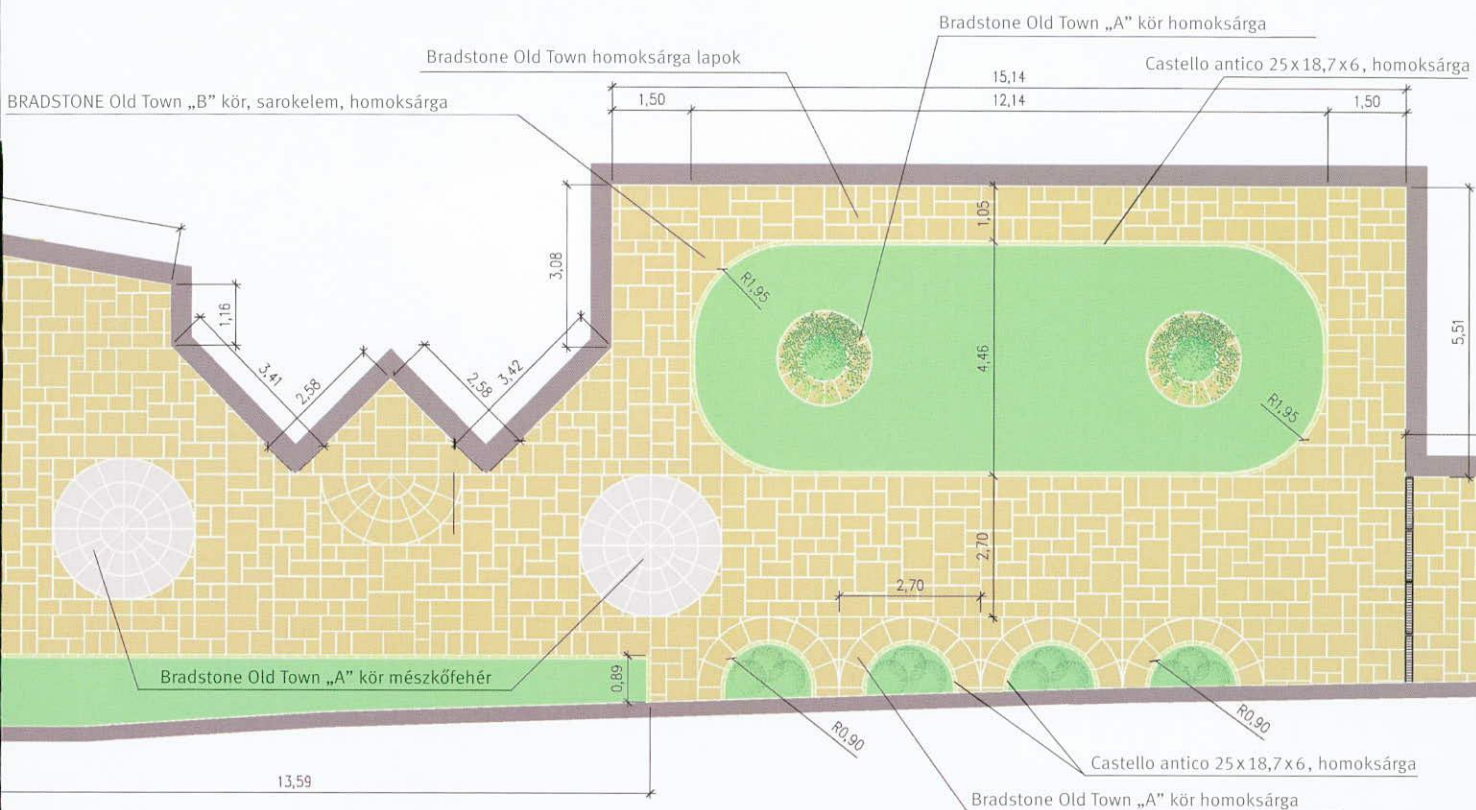 Bradstone Old Town „A” kör homoksárga
Bradstone Old Town homoksárga lapok
Castello antico 25x18,7x6, homoksárga
15,14
BRADSTONE Old Town „B” kör, sarokelem, homoksárga
1,50
12,14
1,50
1,05
3,08
R1,95
1,16
5,51
3,41
2,58
2,58
3,42
4,46
R1,95
2,70
2,70
Bradstone Old Town „A” kör mészkőfehér
0,89
R0,90
R0,90
Castello antico 25x18,7x6, homoksárga
13,59
Bradstone Old Town „A” kör homoksárga